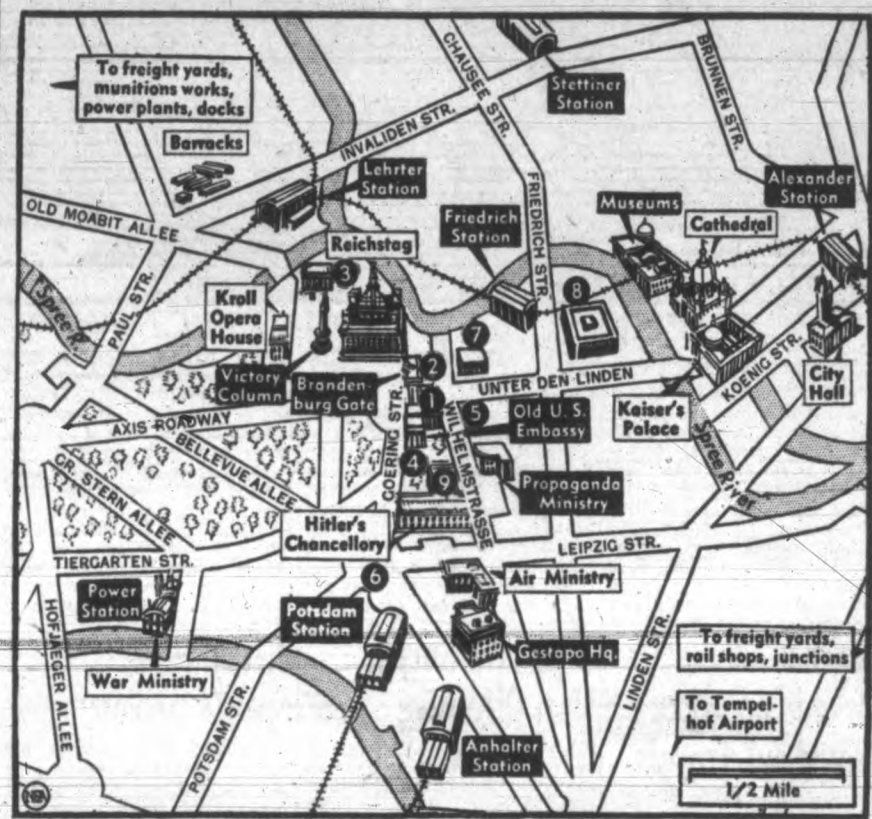 To freight yards,
munitions works,
power plants, docks
Barracks
CHAUSEE STR.
Stettiner
Station
BRUNNEN STR.
INVALIDEN STR.
Lehrter
Station
OLD MOABIT ALLEE
Reichstag
Friedrich
Station
FRIEDRICH STR.
Museums
Cathedral
Alexander
Station
Spree R.
PAUL STR.
Kroll
Opera
House
3
8
7
Victory
Column
Branden-
burg Gate
2
UNTER DEN LINDEN
Kaiser's
Palace
KOENIG STR.
City
Hall
AXIS ROADWAY
BELLEVUE ALLEE
GR. STERN ALLEE
GOERING STR.
1
WILHELMSTRASSE
5
Old U. S.
Embassy
4
9
Propaganda
Ministry
Spree River
Hitler's
Chancellory
LEIPZIG STR.
TIERGARTEN STR.
Power
Station
6
Potsdam
Station
Air Ministry
Gestapo Hq.
HOFJAEGER ALLEE
War Ministry
POTSDAM STR.
Anhalter
Station
LINDEN STR.
To freight yards,
rail shops, junctions
To Tempel-
hof Airport
1/2 Mile
NEA